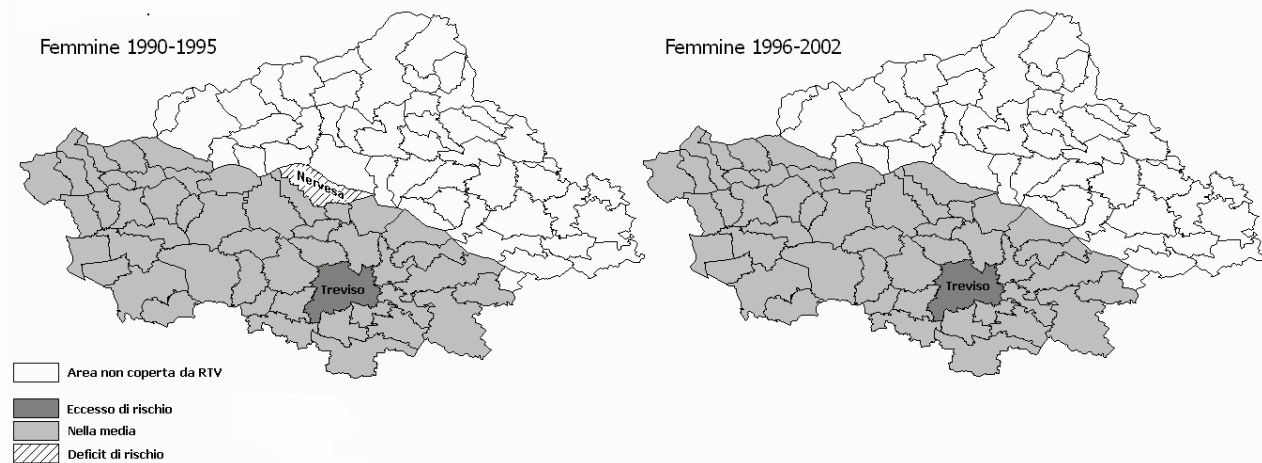 Femmine 1990-1995
Femmine 1996-2002
Nervesa
Treviso
Treviso
Area non coperta da RTV
Eccesso di rischio
Nella media
Deficit di rischio